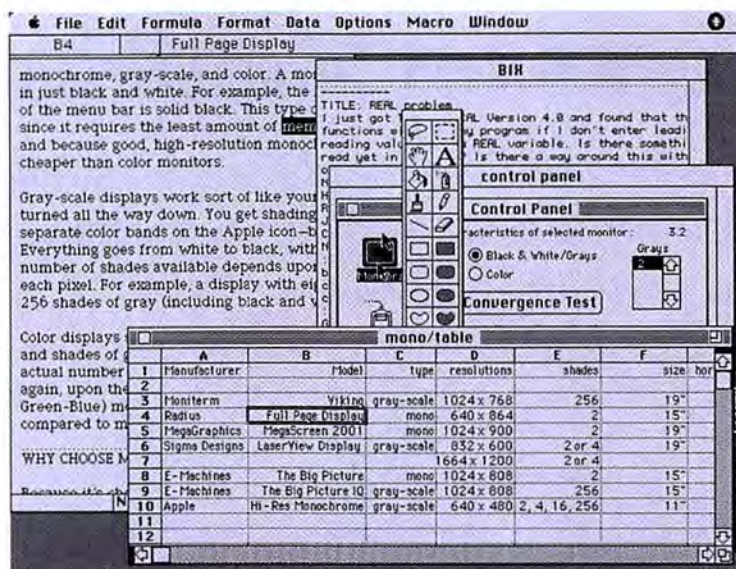 File Edit Formula Format Data Options Macro Window
B4 Full Page Display
monochrome, gray-scale, and color. A mo
in just black and white. For example, the
of the menu bar is solid black. This type
since it requires the least amount of mem
and because good, high-resolution monoc
cheaper than color monitors.
Gray-scale displays work sort of like your
turned all the way down. You get shading
separate color bands on the Apple icon—b
Everything goes from white to black, with
number of shades available depends upon
each pixel. For example, a display with eig
256 shades of gray (including black and w
Color displays
and shades of g
actual number
again, upon the
Green-Blue) m
compared to m
WHY CHOOSE M
BIX
TITLE: REAL problem
I just got AL Version 4.0 and found that th
functions y program if I don't enter leadi
reading valu REAL variable. Is there somethi
read yet in Is there a way around this with
control panel
Control Panel
racteristics of selected monitor: 3.2
Black & White/Grays
Color
Grays
2
Convergence Test
mono/table
A B C D E F
1 Manufacturer Model type resolutions shades size hor
2
3 Moniterm Viking gray-scale 1024 x 768 256 19"
4 Radius Full Page Display mono 640 x 864 2 15"
5 MegaGraphics MegaScreen 2001 mono 1024 x 900 2 19"
6 Sigma Designs LaserView Display gray-scale 832 x 600 2 or 4 19"
7 1664 x 1200 2 or 4
8 E-Machines The Big Picture mono 1024 x 808 2 15"
9 E-Machines The Big Picture IQ gray-scale 1024 x 808 256 15"
10 Apple Hi-Res Monochrome gray-scale 640 x 480 2, 4, 16, 256 11"
11
12